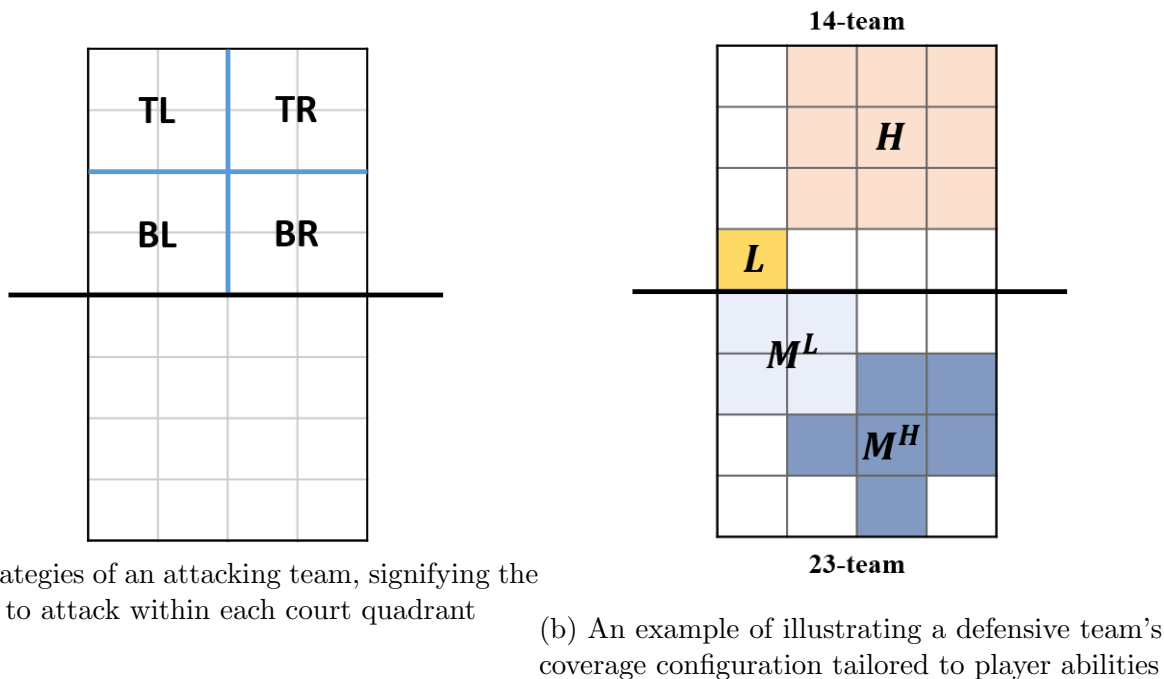 14-team
TL TR
BL BR
H
L
M^L
M^H
23-team
ategies of an attacking team, signifying the
to attack within each court quadrant
(b) An example of illustrating a defensive team's
coverage configuration tailored to player abilities